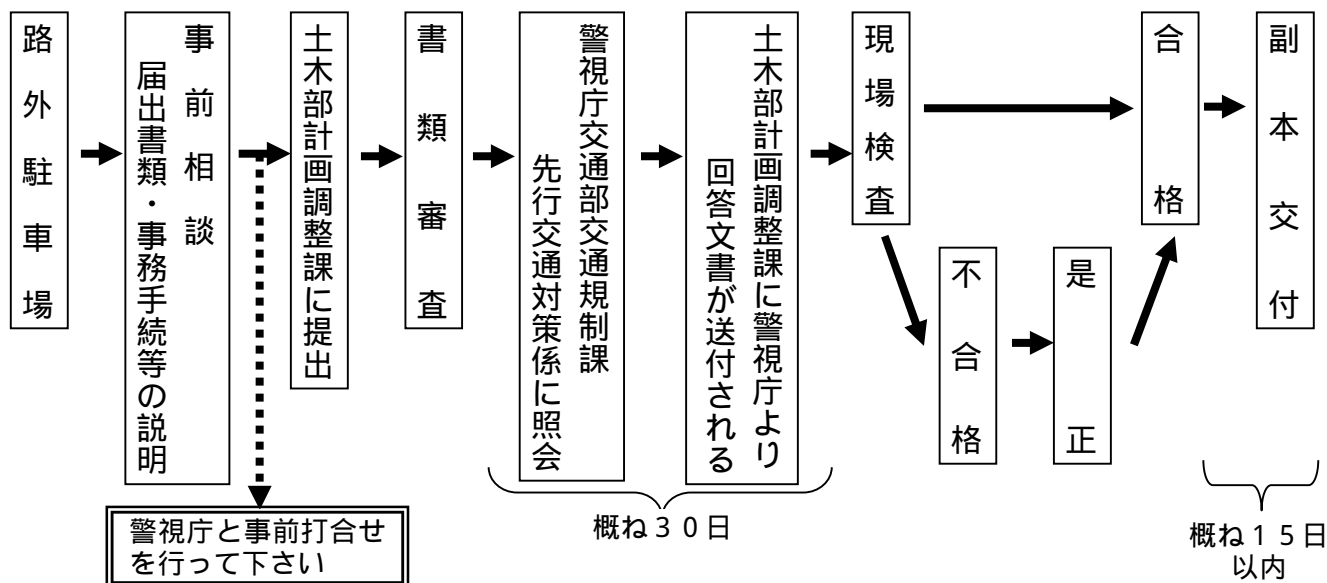 路外駐車場
事前相談
届出書類・事務手続等の説明
土木部計画調整課に提出
書類審査
警視庁交通部交通規制課
先行交通対策係に照会
土木部計画調整課に警視庁より
回答文書が送付される
現場検査
合格
副本交付
不合格
是正
警視庁と事前打合せ
を行って下さい
概ね30日
概ね15日
以内